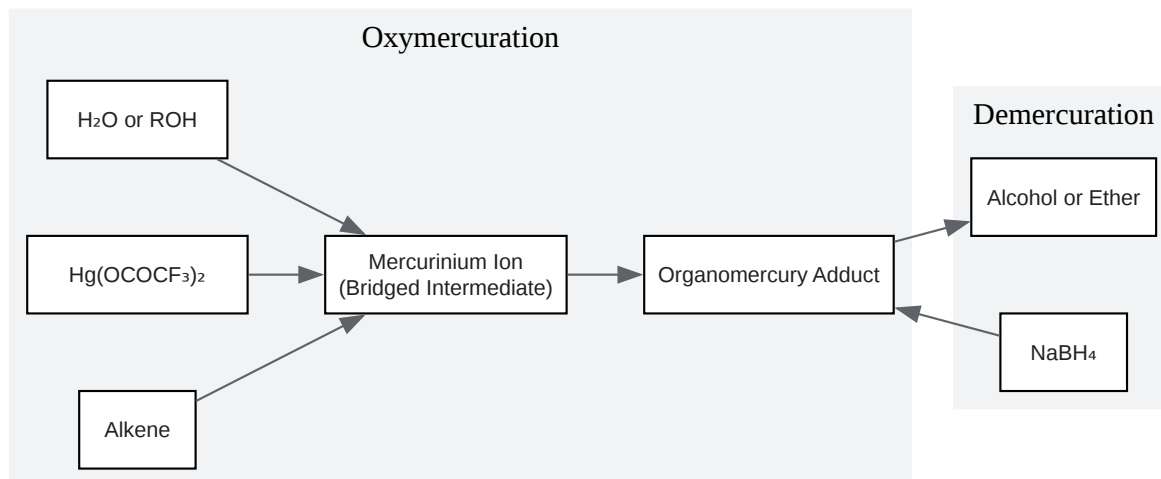 Oxymercuration
H₂O or ROH
Hg(OCOCF₃)₂
Alkene
Mercurinium Ion
(Bridged Intermediate)
Organomercury Adduct
Demercuration
Alcohol or Ether
NaBH₄